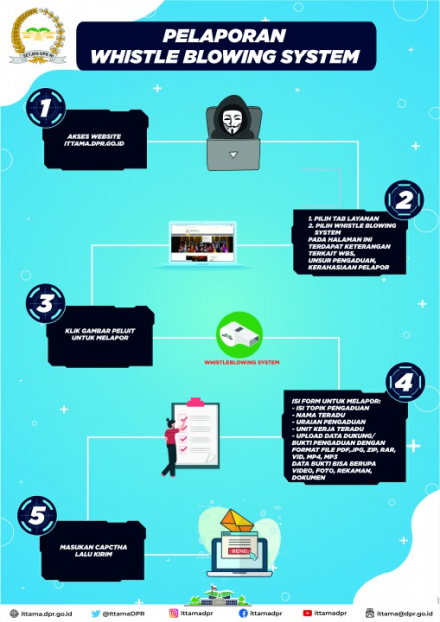 SETJEN DPR RI
PELAPORAN
WHISTLE BLOWING SYSTEM
1
AKSES WEBSITE
ITTAMA.DPR.GO.ID
2
1. PILIH TAB LAYANAN
2. PILIH WHISTLE BLOWING
SYSTEM
PADA HALAMAN INI
TERDAPAT KETERANGAN
TERKAIT WBS,
UNSUR PENGADUAN,
KERAHASIAAN PELAPOR
3
KLIK GAMBAR PELUIT
UNTUK MELAPOR
WHISTLEBLOWING SYSTEM
4
ISI FORM UNTUK MELAPOR:
- ISI TOPIK PENGADUAN
- NAMA TERADU
- URAIAN PENGADUAN
- UNIT KERJA TERADU
- UPLOAD DATA DUKUNG/
BUKTI PENGADUAN DENGAN
FORMAT FILE PDF,JPG, ZIP, RAR,
VID, MP4, MP3
DATA BUKTI BISA BERUPA
VIDEO, FOTO, REKAMAN,
DOKUMEN
5
MASUKAN CAPCTHA
LALU KIRIM
SEND
ittama.dpr.go.id
@IttamaDPR
ittamadpr
ittamadpr
ittamadpr
ittama@dpr.go.id